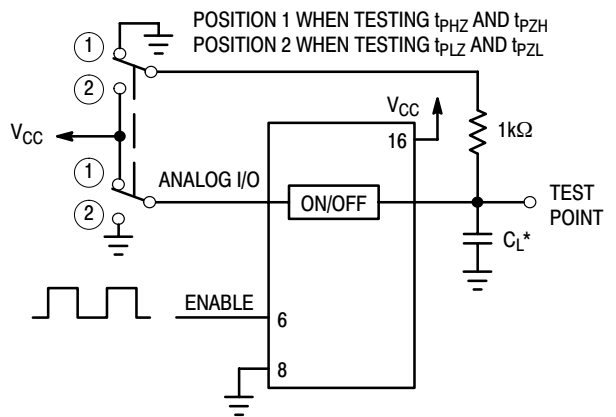 POSITION 1 WHEN TESTING tPHZ AND tPZH
POSITION 2 WHEN TESTING tPLZ AND tPZL
1
2
VCC
1
2
ANALOG I/O
ON/OFF
VCC
16
1kΩ
TEST
POINT
CL*
ENABLE
6
8